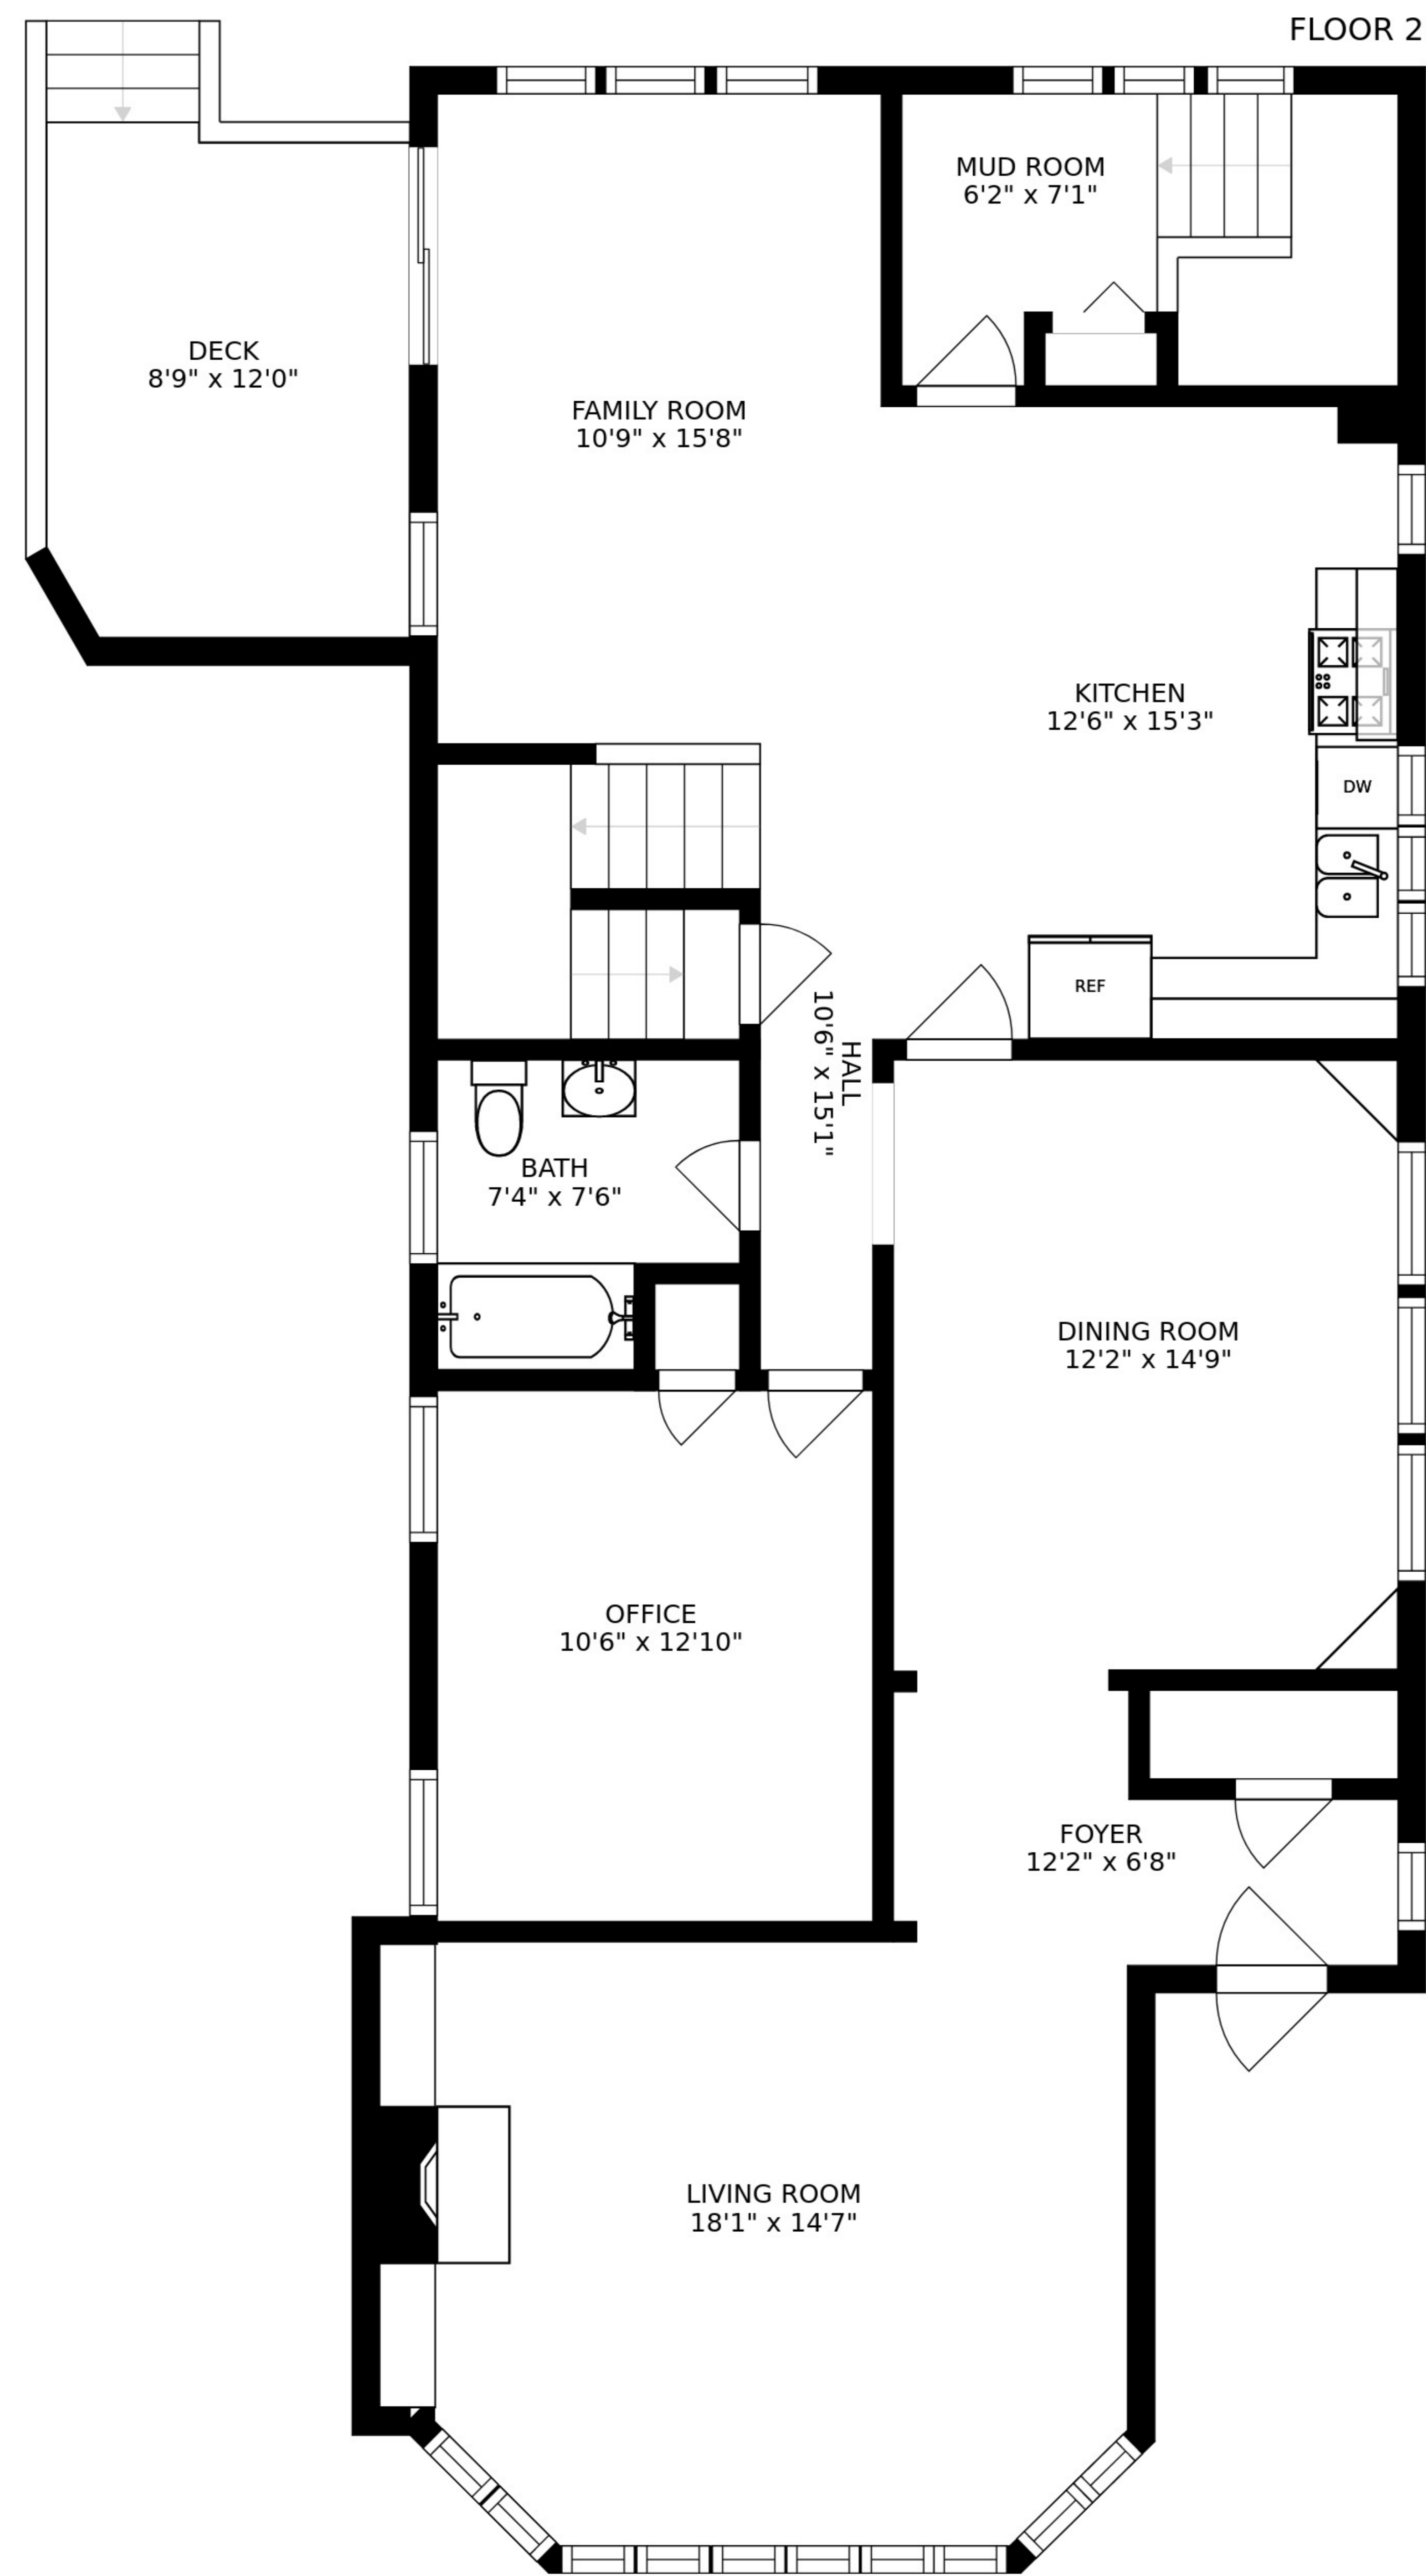 FLOOR 2
MUD ROOM
6'2" x 7'1"
DECK
8'9" x 12'0"
FAMILY ROOM
10'9" x 15'8"
KITCHEN
12'6" x 15'3"
DW
REF
HALL
10'6" x 15'1"
BATH
7'4" x 7'6"
DINING ROOM
12'2" x 14'9"
OFFICE
10'6" x 12'10"
FOYER
12'2" x 6'8"
LIVING ROOM
18'1" x 14'7"